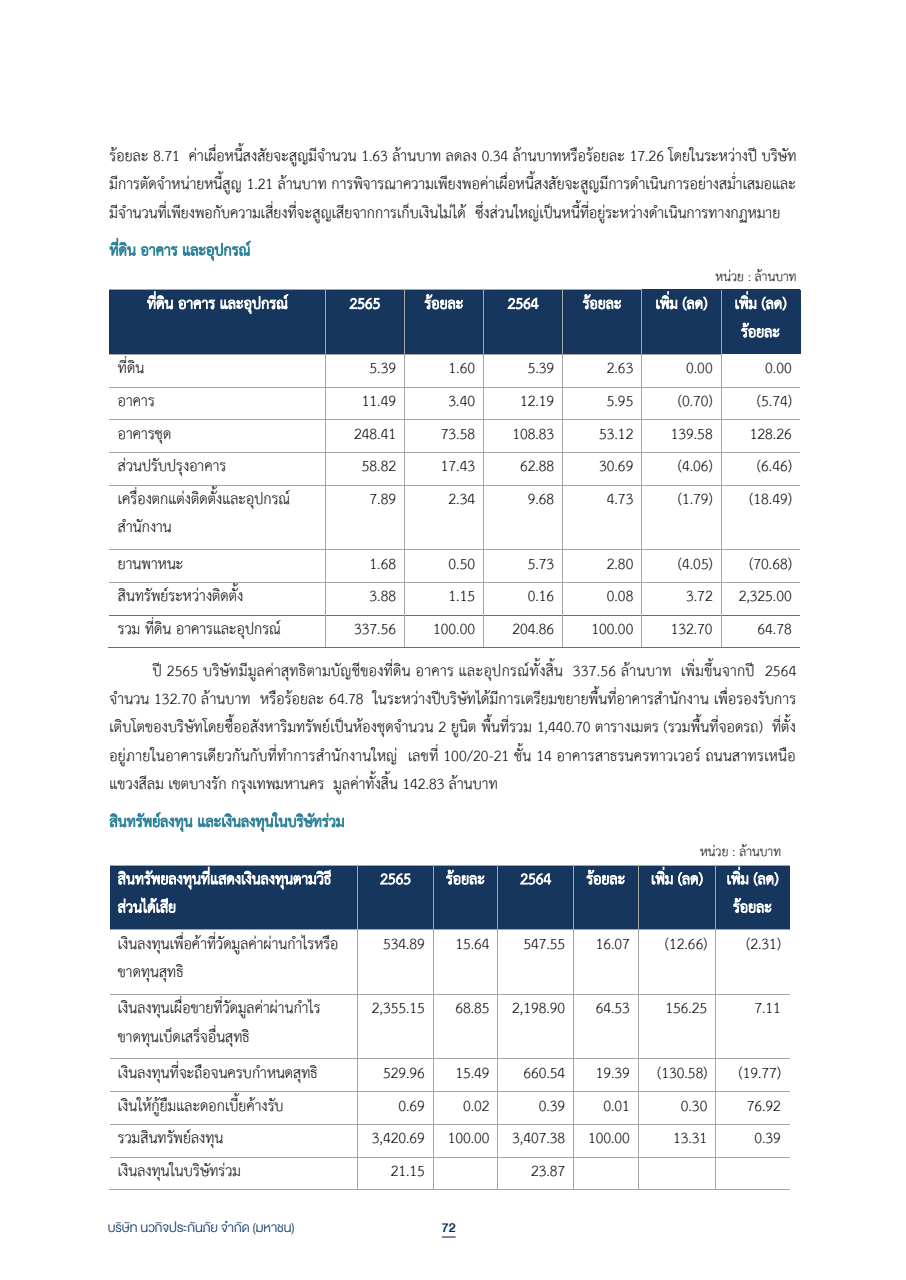 ร้อยละ 8.71 ค่าเผื่อหนี้สงสัยจะสูญมีจำนวน 1.63 ล้านบาท ลดลง 0.34 ล้านบาทหรือร้อยละ 17.26 โดยในระหว่างปี บริษัท
มีการตัดจำหน่ายหนี้สูญ 1.21 ล้านบาท การพิจารณาความเพียงพอค่าเผื่อหนี้สงสัยจะสูญมีการดำเนินการอย่างสม่ำเสมอและ
มีจำนวนที่เพียงพอกับความเสี่ยงที่จะสูญเสียจากการเก็บเงินไม่ได้ ซึ่งส่วนใหญ่เป็นหนี้ที่อยู่ระหว่างดำเนินการทางกฎหมาย
ที่ดิน อาคาร และอุปกรณ์
หน่วย : ล้านบาท
ที่ดิน อาคาร และอุปกรณ์ 2565 ร้อยละ 2564 ร้อยละ เพิ่ม (ลด) เพิ่ม (ลด)
ร้อยละ
ที่ดิน 5.39 1.60 5.39 2.63 0.00 0.00
อาคาร 11.49 3.40 12.19 5.95 (0.70) (5.74)
อาคารชุด 248.41 73.58 108.83 53.12 139.58 128.26
ส่วนปรับปรุงอาคาร 58.82 17.43 62.88 30.69 (4.06) (6.46)
เครื่องตกแต่งติดตั้งและอุปกรณ์ 7.89 2.34 9.68 4.73 (1.79) (18.49)
สำนักงาน
ยานพาหนะ 1.68 0.50 5.73 2.80 (4.05) (70.68)
สินทรัพย์ระหว่างติดตั้ง 3.88 1.15 0.16 0.08 3.72 2,325.00
รวม ที่ดิน อาคารและอุปกรณ์ 337.56 100.00 204.86 100.00 132.70 64.78
ปี 2565 บริษัทมีมูลค่าสุทธิตามบัญชีของที่ดิน อาคาร และอุปกรณ์ทั้งสิ้น 337.56 ล้านบาท เพิ่มขึ้นจากปี 2564
จำนวน 132.70 ล้านบาท หรือร้อยละ 64.78 ในระหว่างปีบริษัทได้มีการเตรียมขยายพื้นที่อาคารสำนักงาน เพื่อรองรับการ
เติบโตของบริษัทโดยซื้ออสังหาริมทรัพย์เป็นห้องชุดจำนวน 2 ยูนิต พื้นที่รวม 1,440.70 ตารางเมตร (รวมพื้นที่จอดรถ) ที่ตั้ง
อยู่ภายในอาคารเดียวกันกับที่ทำการสำนักงานใหญ่ เลขที่ 100/20-21 ชั้น 14 อาคารสาธรนครทาวเวอร์ ถนนสาทรเหนือ
แขวงสีลม เขตบางรัก กรุงเทพมหานคร มูลค่าทั้งสิ้น 142.83 ล้านบาท
สินทรัพย์ลงทุน และเงินลงทุนในบริษัทร่วม
หน่วย : ล้านบาท
สินทรัพยลงทุนที่แสดงเงินลงทุนตามวิธี 2565 ร้อยละ 2564 ร้อยละ เพิ่ม (ลด) เพิ่ม (ลด)
ส่วนได้เสีย ร้อยละ
เงินลงทุนเพื่อค้าที่วัดมูลค่าผ่านกำไรหรือ 534.89 15.64 547.55 16.07 (12.66) (2.31)
ขาดทุนสุทธิ
เงินลงทุนเผื่อขายที่วัดมูลค่าผ่านกำไร 2,355.15 68.85 2,198.90 64.53 156.25 7.11
ขาดทุนเบ็ดเสร็จอื่นสุทธิ
เงินลงทุนที่จะถือจนครบกำหนดสุทธิ 529.96 15.49 660.54 19.39 (130.58) (19.77)
เงินให้กู้ยืมและดอกเบี้ยค้างรับ 0.69 0.02 0.39 0.01 0.30 76.92
รวมสินทรัพย์ลงทุน 3,420.69 100.00 3,407.38 100.00 13.31 0.39
เงินลงทุนในบริษัทร่วม 21.15 23.87
บริษัท นวกิจประกันภัย จำกัด (มหาชน) 72